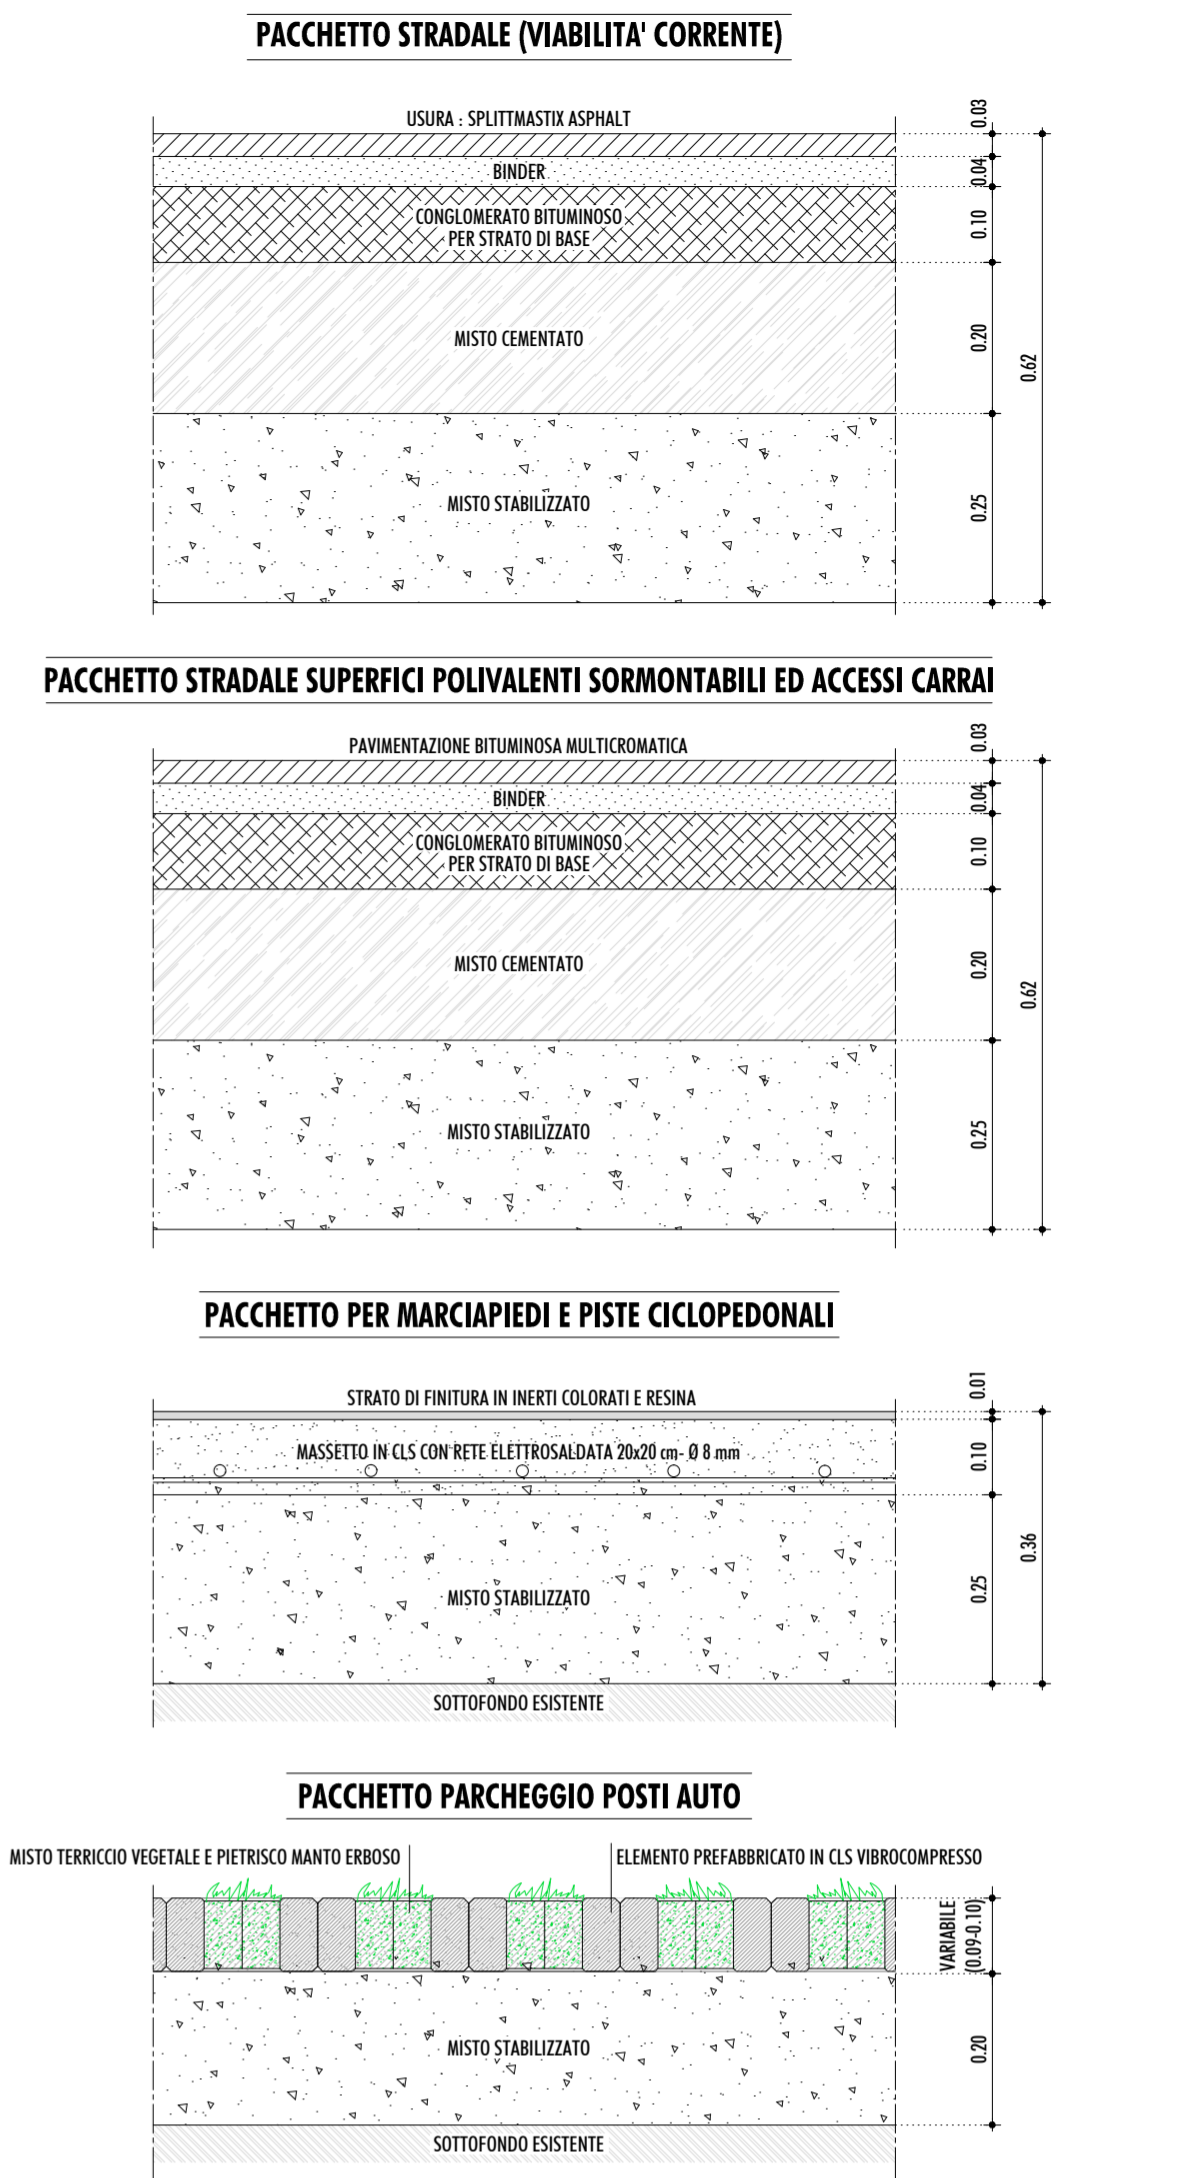 PACCHETTO STRADALE (VIABILITA' CORRENTE)
USURA : SPLITTMASTIX ASPHALT
0.03
BINDER
0.04
CONGLOMERATO BITUMINOSO
PER STRATO DI BASE
0.10
MISTO CEMENTATO
0.20
0.62
MISTO STABILIZZATO
0.25
PACCHETTO STRADALE SUPERFICI POLIVALENTI SORMONTABILI ED ACCESSI CARRAI
PAVIMENTAZIONE BITUMINOSA MULTICROMATICA
0.03
BINDER
0.04
CONGLOMERATO BITUMINOSO
PER STRATO DI BASE
0.10
MISTO CEMENTATO
0.20
0.62
MISTO STABILIZZATO
0.25
PACCHETTO PER MARCIAPIEDI E PISTE CICLOPEDONALI
STRATO DI FINITURA IN INERTI COLORATI E RESINA
0.01
MASSETTO IN CLS CON RETE ELETTROSALDATA 20x20 cm- Ø 8 mm
0.10
0.36
MISTO STABILIZZATO
0.25
SOTTOFONDO ESISTENTE
PACCHETTO PARCHEGGIO POSTI AUTO
MISTO TERRICCIO VEGETALE E PIETRISCO MANTO ERBOSO
ELEMENTO PREFABBRICATO IN CLS VIBROCOMPRESSO
VARIABILE
(0.09-0.10)
MISTO STABILIZZATO
0.20
SOTTOFONDO ESISTENTE